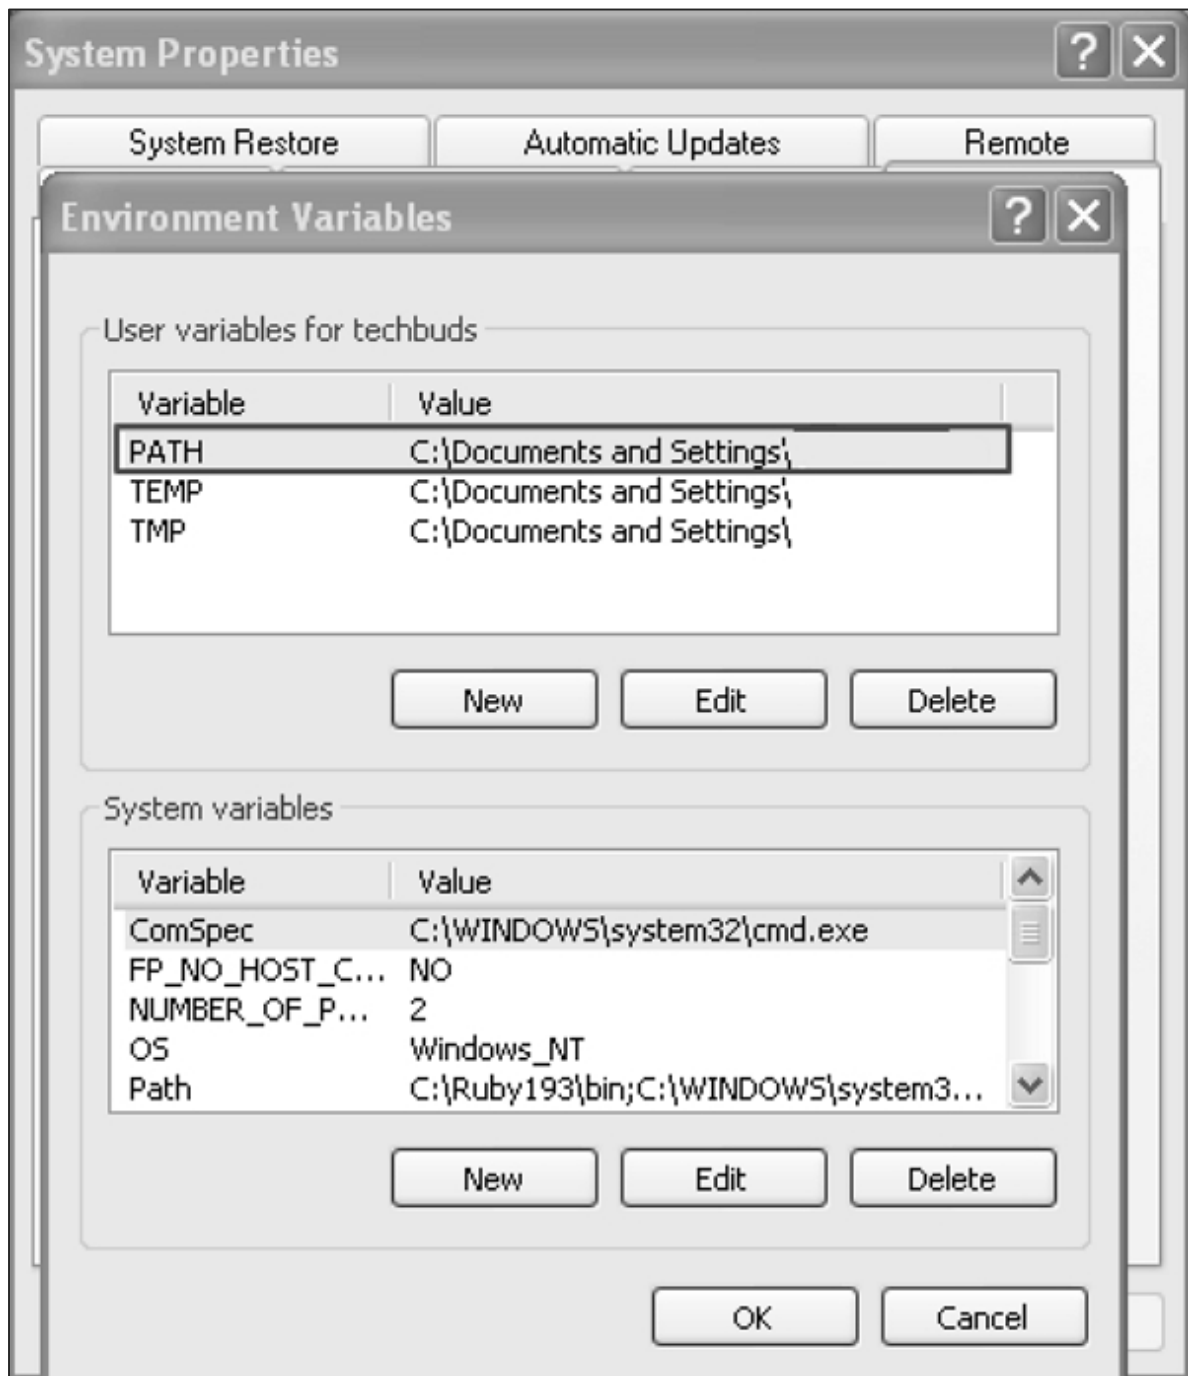 System Properties
System Restore Automatic Updates Remote
Environment Variables
User variables for techbuds
Variable Value
PATH C:\Documents and Settings\
TEMP C:\Documents and Settings\
TMP C:\Documents and Settings\
New Edit Delete
System variables
Variable Value
ComSpec C:\WINDOWS\system32\cmd.exe
FP_NO_HOST_C... NO
NUMBER_OF_P... 2
OS Windows_NT
Path C:\Ruby193\bin;C:\WINDOWS\system3...
New Edit Delete
OK Cancel